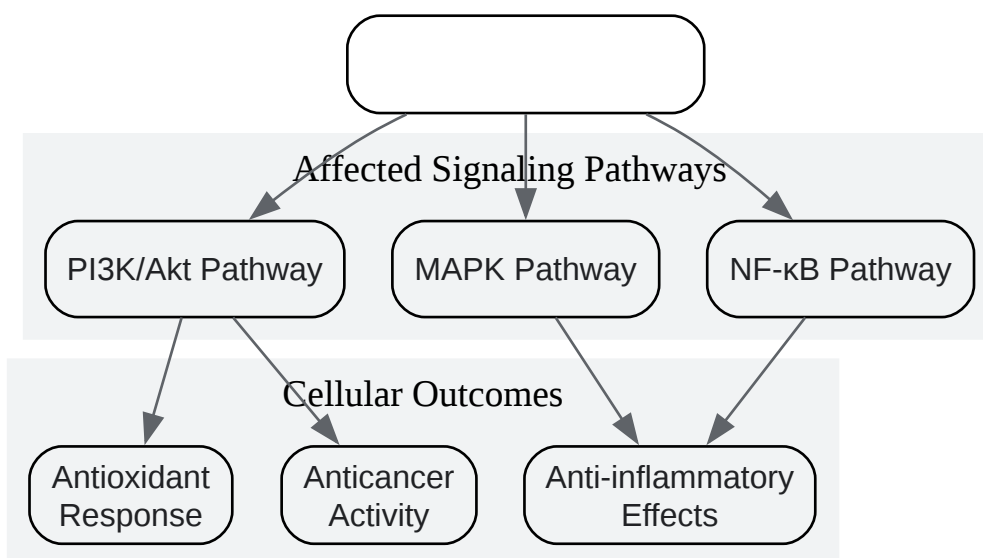 Affected Signaling Pathways
PI3K/Akt Pathway
MAPK Pathway
NF-κB Pathway
Cellular Outcomes
Antioxidant
Response
Anticancer
Activity
Anti-inflammatory
Effects